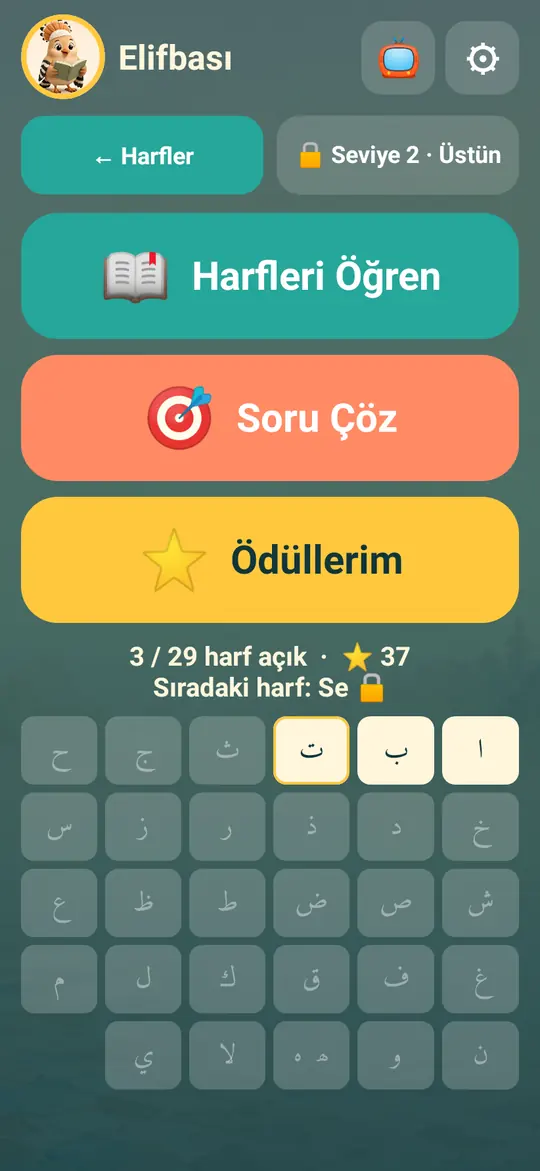 Elifbası
← Harfler
Seviye 2 · Üstün
Harfleri Öğren
Soru Çöz
Ödüllerim
3 / 29 harf açık · ⭐ 37
Sıradaki harf: Se 🔒
ا ب ت ث ج ح
خ د ذ ر ز س
ش ص ض ط ظ ع
غ ف ق ك ل م
ن و ه ه لا ي